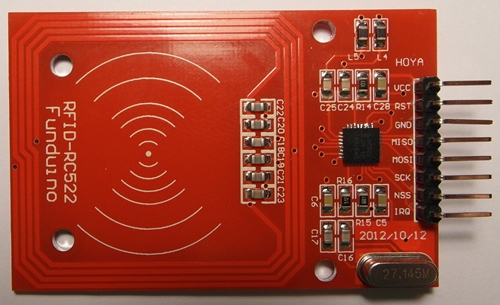 RFID-RC522
Funduino
L5 L4
HOYA
C25 C24 R14 C28
C22
C20
C18
C19
C21
C23
VCC
RST
GND
MISO
MOSI
SCK
NSS
IRQ
R16
C6
R15 C5
C17
C16
2012/10/12
27.145M